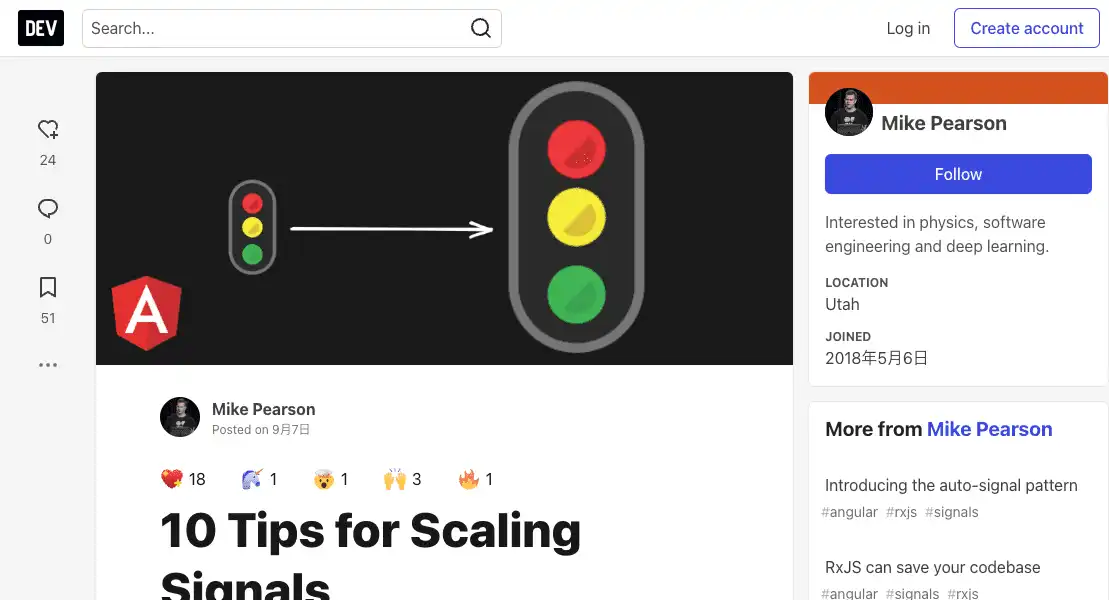 DEV
Search...
Log in
Create account
24
0
51
Mike Pearson
Posted on 9月7日
18
1
1
3
1
10 Tips for Scaling
Signals
Mike Pearson
Follow
Interested in physics, software
engineering and deep learning.
LOCATION
Utah
JOINED
2018年5月6日
More from Mike Pearson
Introducing the auto-signal pattern
#angular #rxjs #signals
RxJS can save your codebase
#angular #signals #rxjs